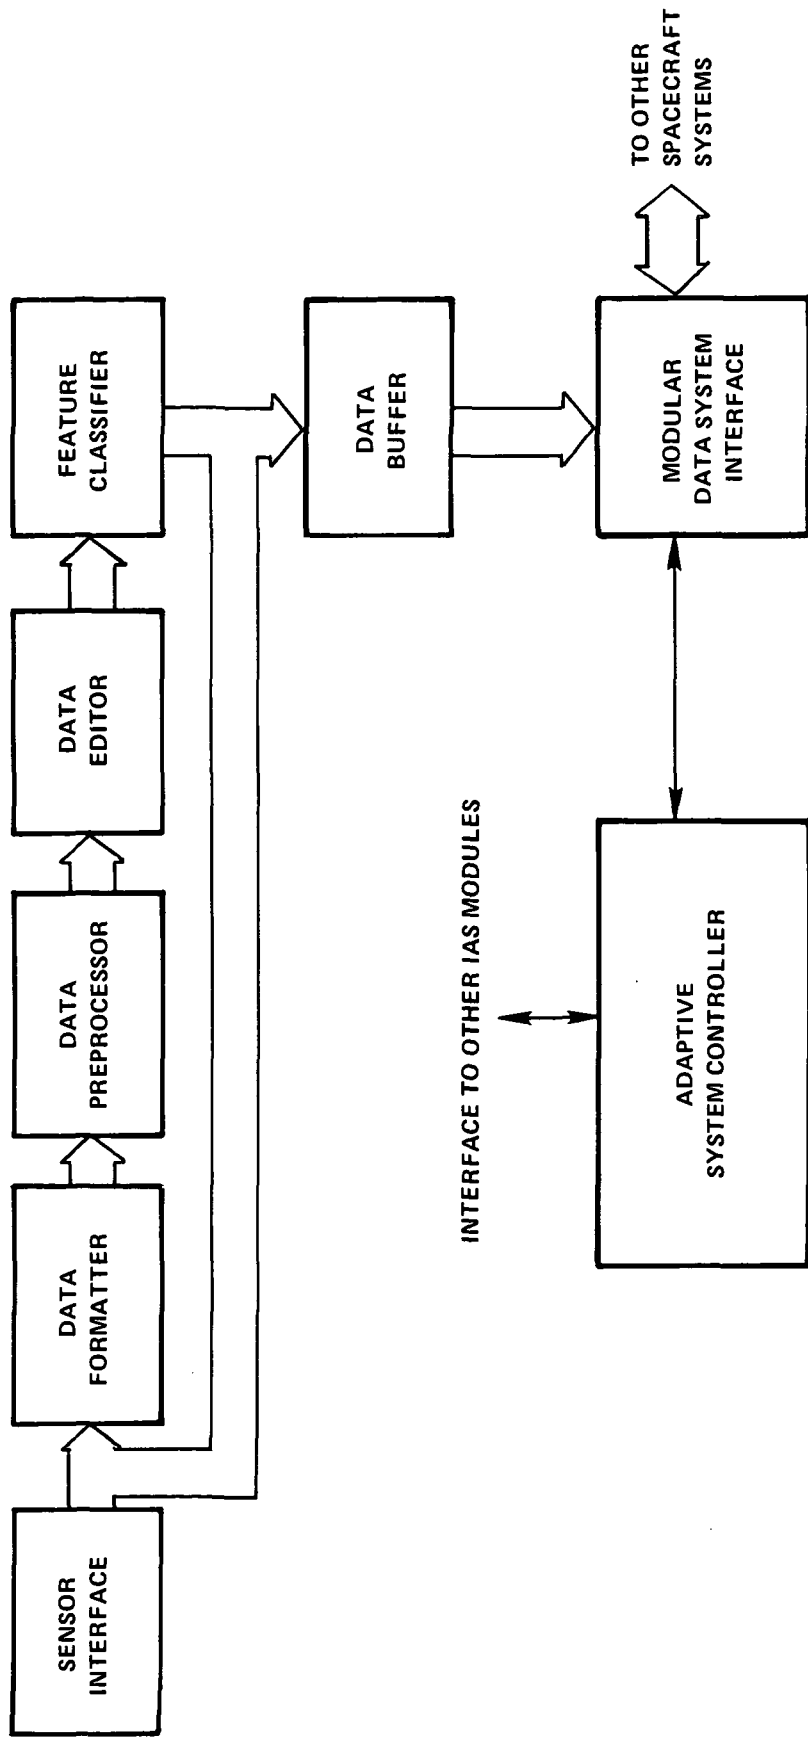 SENSOR
INTERFACE
DATA
FORMATTER
DATA
PREPROCESSOR
DATA
EDITOR
FEATURE
CLASSIFIER
DATA
BUFFER
INTERFACE TO OTHER IAS MODULES
ADAPTIVE
SYSTEM CONTROLLER
MODULAR
DATA SYSTEM
INTERFACE
TO OTHER
SPACECRAFT
SYSTEMS